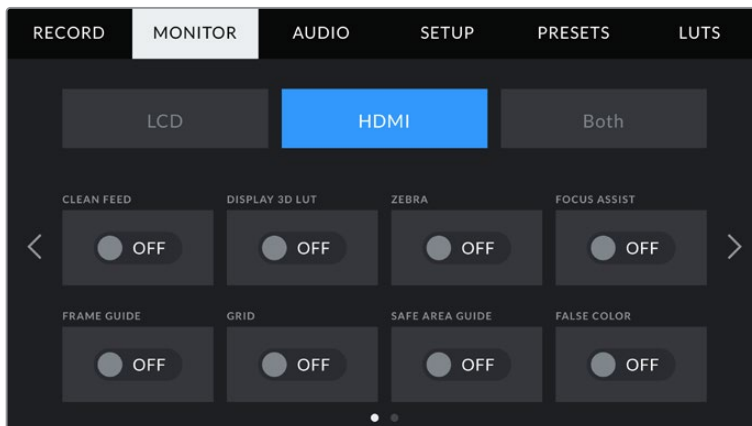 RECORD MONITOR AUDIO SETUP PRESETS LUTS
LCD HDMI Both
CLEAN FEED DISPLAY 3D LUT ZEBRA FOCUS ASSIST
OFF OFF OFF OFF
FRAME GUIDE GRID SAFE AREA GUIDE FALSE COLOR
OFF OFF OFF OFF